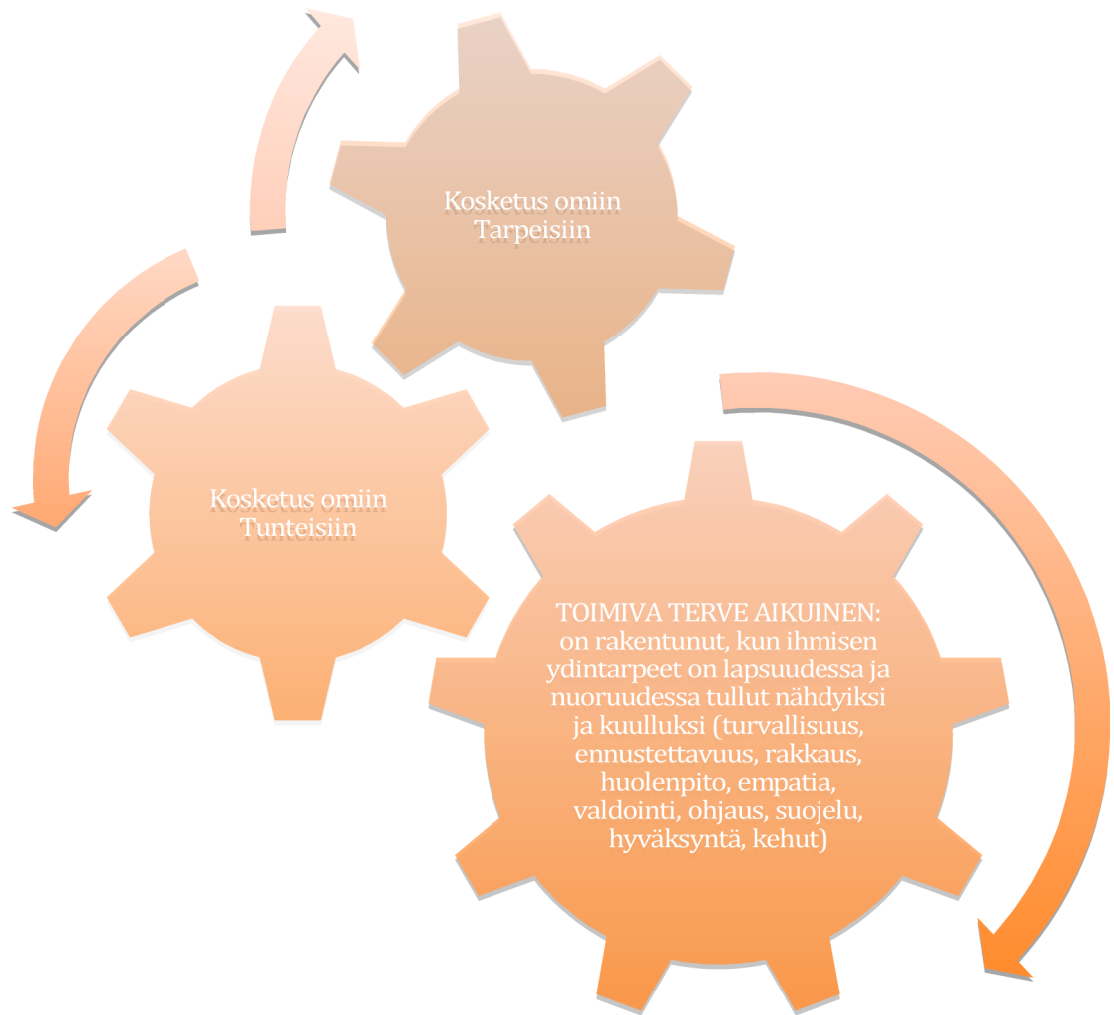 Kosketus omiin
Tarpeisiin
Kosketus omiin
Tunteisiin
TOIMIVA TERVE AIKUINEN:
on rakentunut, kun ihmisen
ydintarpeet on lapsuudessa ja
nuoruudessa tullut nähdyiksi
ja kuulluksi (turvallisuus,
ennustettavuus, rakkaus,
huolenpito, empatia,
valdointi, ohjaus, suojelu,
hyväksyntä, kehut)